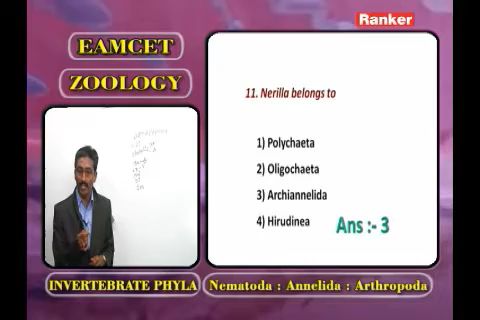 Ranker
EAMCET
ZOOLOGY
11. Nerilla belongs to
1) Polychaeta
2) Oligochaeta
3) Archiannelida
4) Hirudinea
Ans :- 3
INVERTEBRATE PHYLA
Nematoda : Annelida : Arthropoda